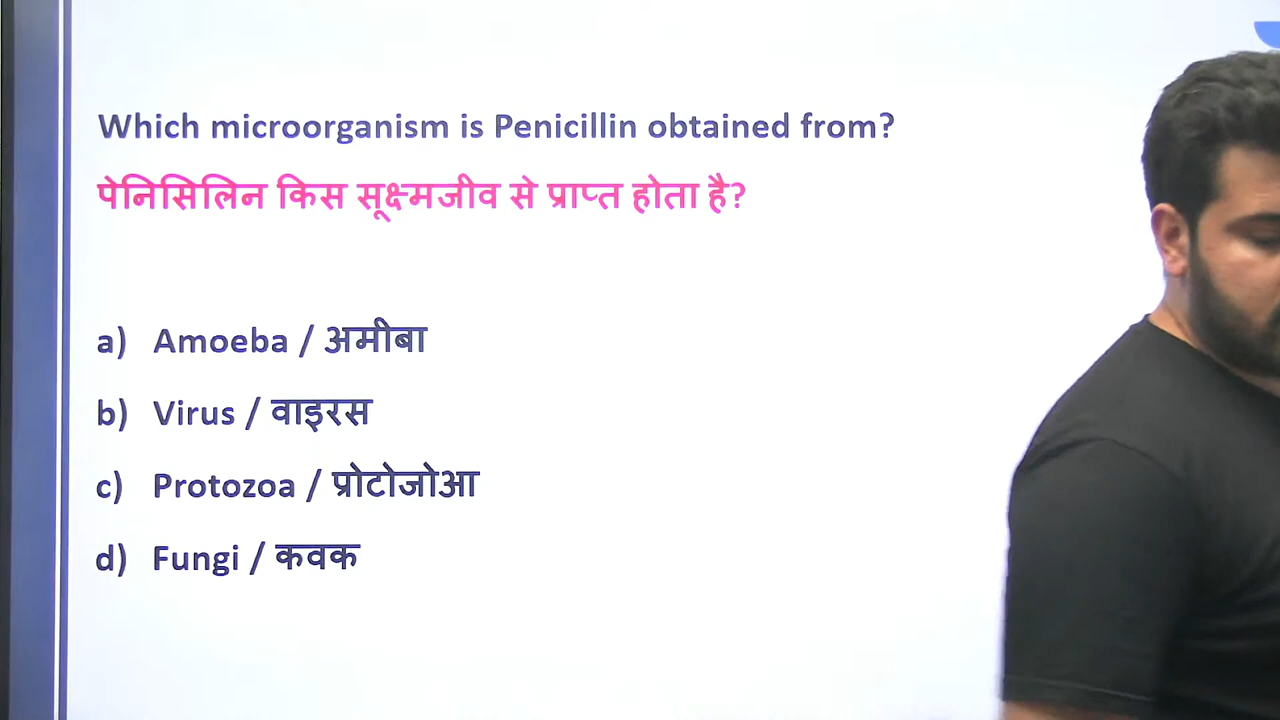 Which microorganism is Penicillin obtained from?
पेनिसिलिन किस सूक्ष्मजीव से प्राप्त होता है?
a) Amoeba / अमीबा
b) Virus / वाइरस
c) Protozoa / प्रोटोजोआ
d) Fungi / कवक